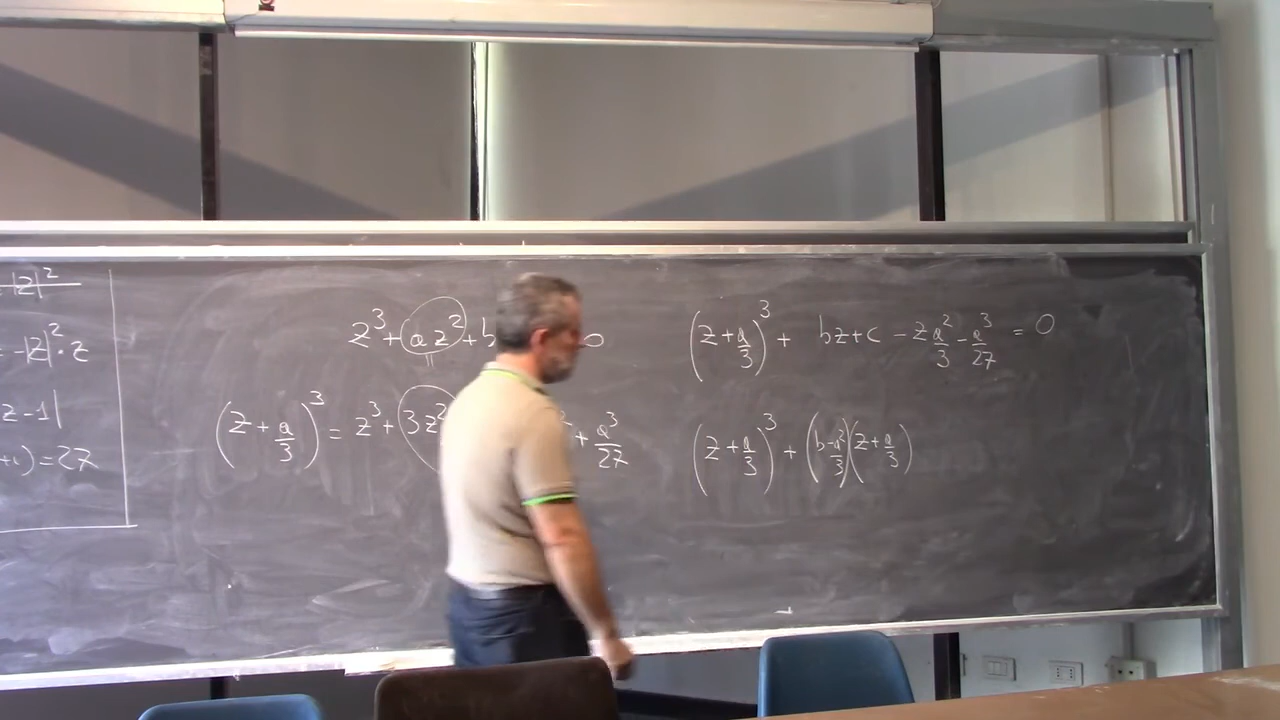 |z|²
= -|z|²·z
z-1|
+i)=27
z³+az²+b 0
(z+a/3)³ = z³+3z² + a³/27
(z+a/3)³+ bz+c -z a²/3 - a³/27 = 0
(z+a/3)³+(b-a²/3)(z+a/3)